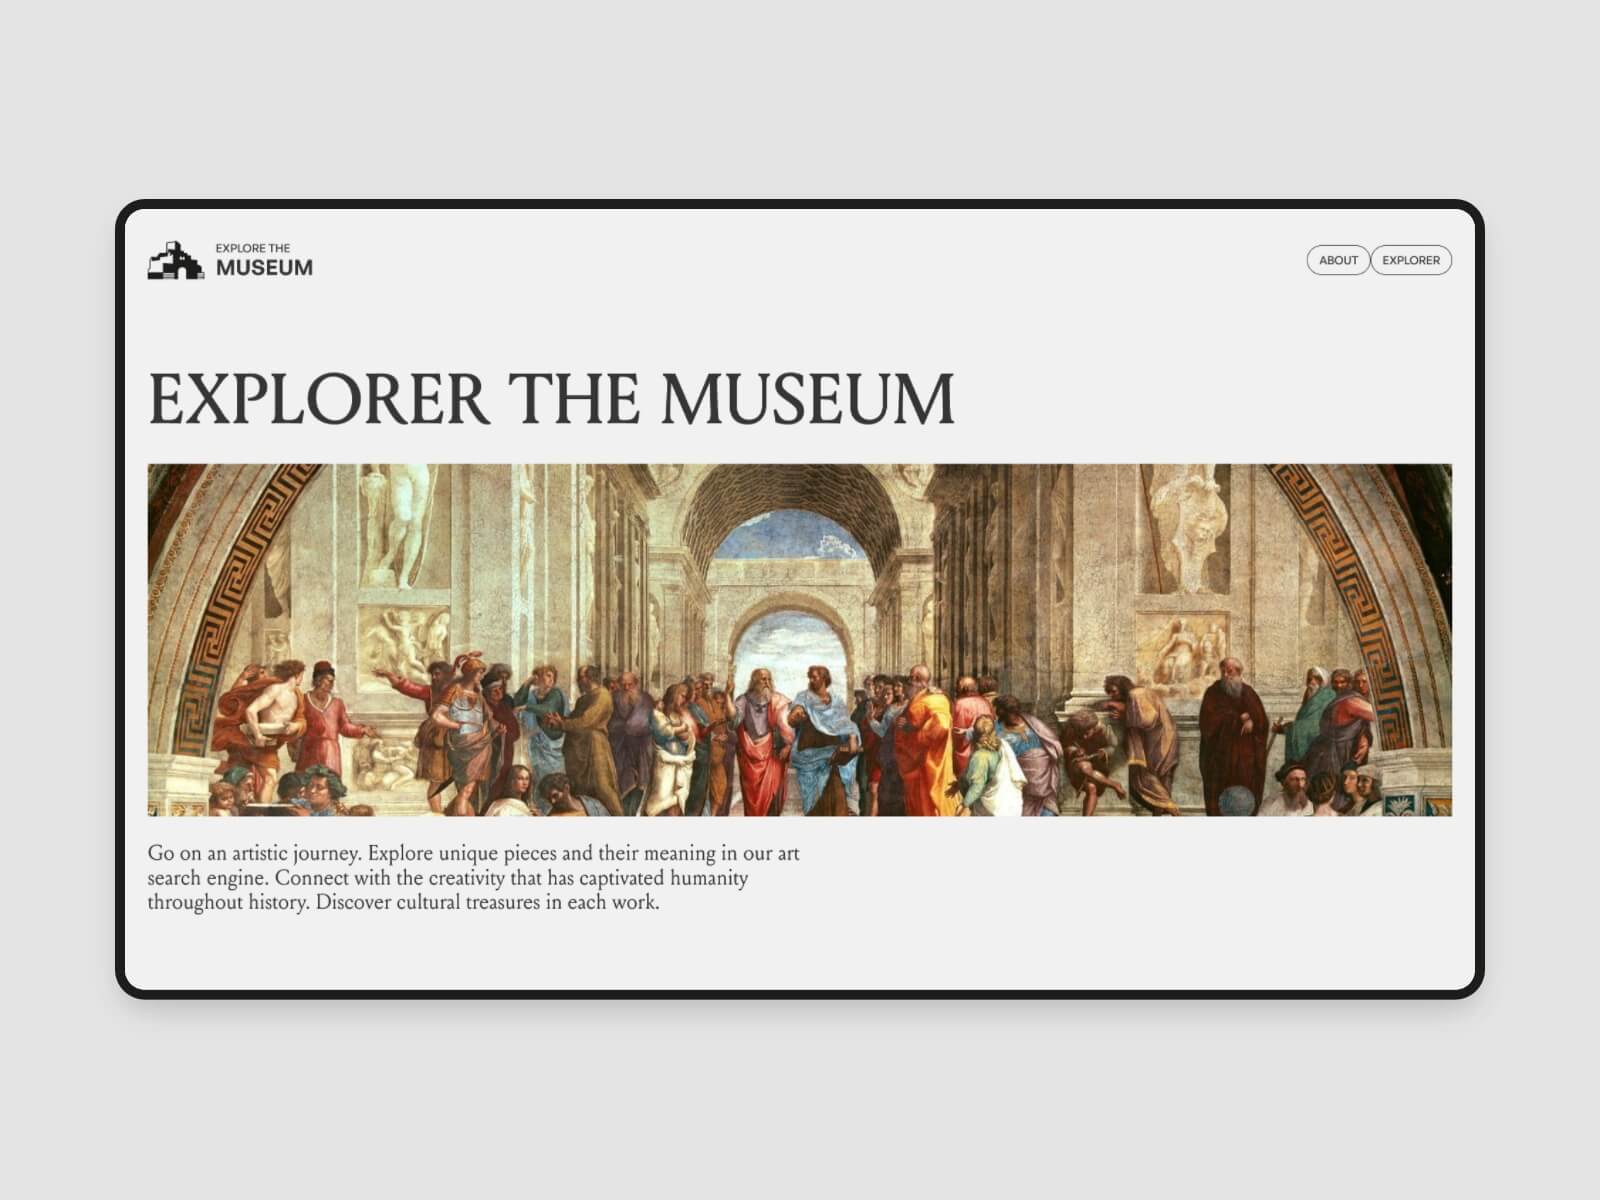 EXPLORE THE
MUSEUM
ABOUT
EXPLORER
EXPLORER THE MUSEUM
Go on an artistic journey. Explore unique pieces and their meaning in our art
search engine. Connect with the creativity that has captivated humanity
throughout history. Discover cultural treasures in each work.